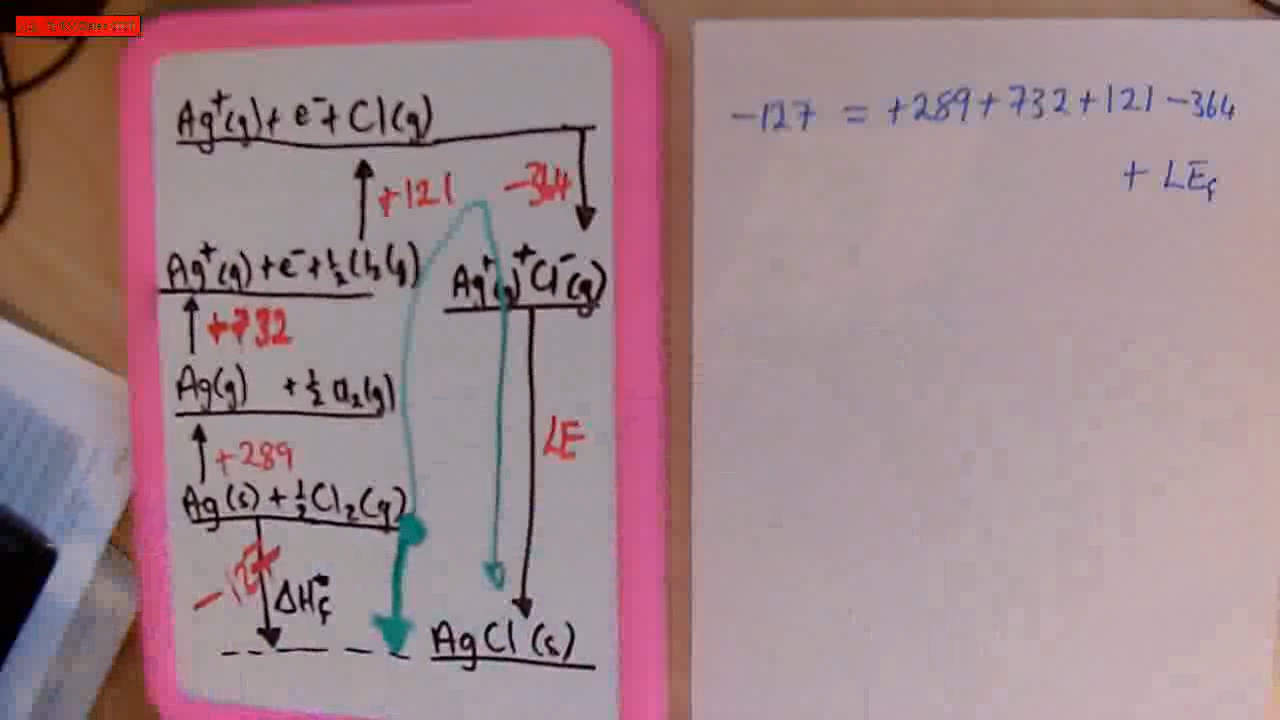 Ag⁺(g) + e⁻ + Cl(g)
+121
-364
Ag⁺(g) + e⁻ + ½Cl₂(g)
Ag⁺(g) + Cl⁻(g)
+732
Ag(g) + ½Cl₂(g)
LE
+289
Ag(s) + ½Cl₂(g)
-127
ΔH°f
AgCl(s)
-127 = +289 + 732 + 121 - 364
+ LEf